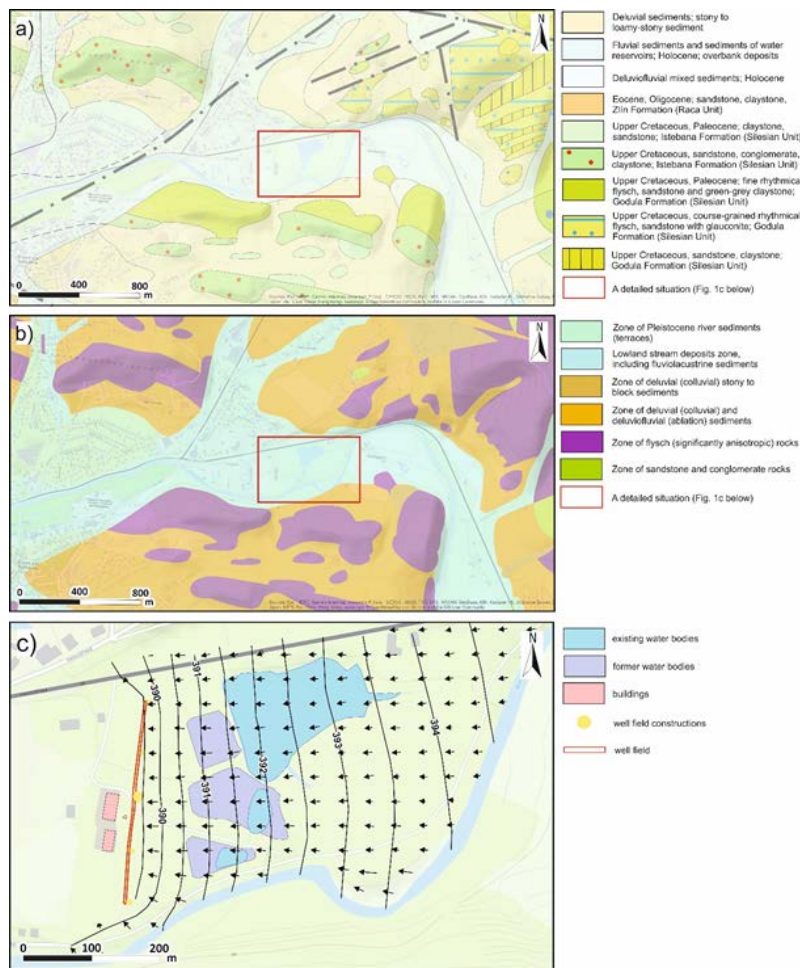 a)
N
0 400 800
m
Deluvial sediments; stony to
loamy-stony sediment
Fluvial sediments and sediments of water
reservoirs; Holocene; overbank deposits
Deluviofluvial mixed sediments; Holocene
Eocene, Oligocene; sandstone, claystone,
Zlín Formation (Raca Unit)
Upper Cretaceous, Paleocene; claystone,
sandstone; Istebana Formation (Silesian Unit)
Upper Cretaceous, sandstone, conglomerate,
claystone; Istebana Formation (Silesian Unit)
Upper Cretaceous, Paleocene; fine rhythmical
flysch, sandstone and green-grey claystone;
Godula Formation (Silesian Unit)
Upper Cretaceous, course-grained rhythmical
flysch, sandstone with glauconite; Godula
Formation (Silesian Unit)
Upper Cretaceous, sandstone, claystone;
Godula Formation (Silesian Unit)
A detailed situation (Fig. 1c below)
b)
N
0 400 800
m
Zone of Pleistocene river sediments
(terraces)
Lowland stream deposits zone,
including fluviolacustrine sediments
Zone of deluvial (colluvial) stony to
block sediments
Zone of deluvial (colluvial) and
deluviofluvial (ablation) sediments
Zone of flysch (significantly anisotropic) rocks
Zone of sandstone and conglomerate rocks
A detailed situation (Fig. 1c below)
c)
N
390
391
392
393
394
391
390
0 100 200
m
existing water bodies
former water bodies
buildings
well field constructions
well field